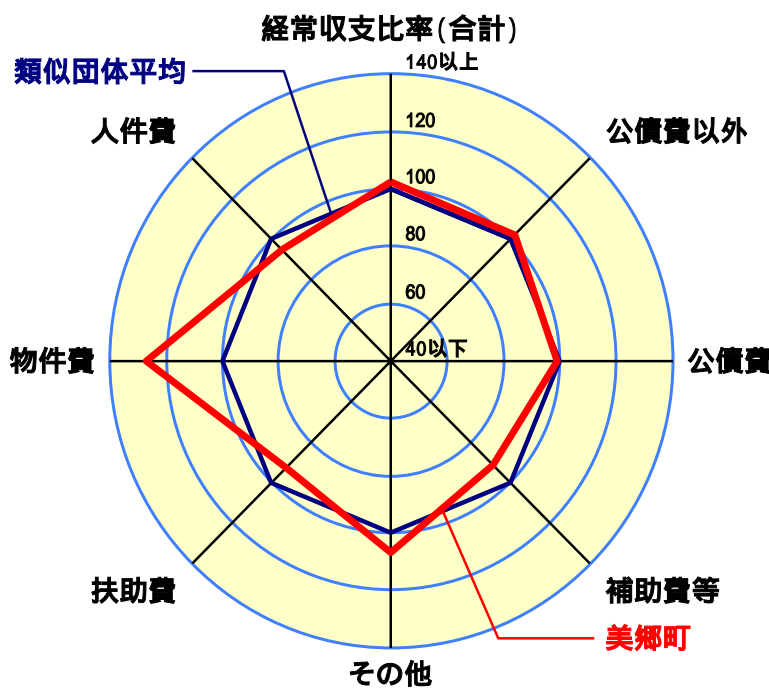 経常収支比率(合計)
140以上
類似団体平均
人件費
120
公債費以外
100
80
60
40以下
物件費
公債費
扶助費
補助費等
美郷町
その他